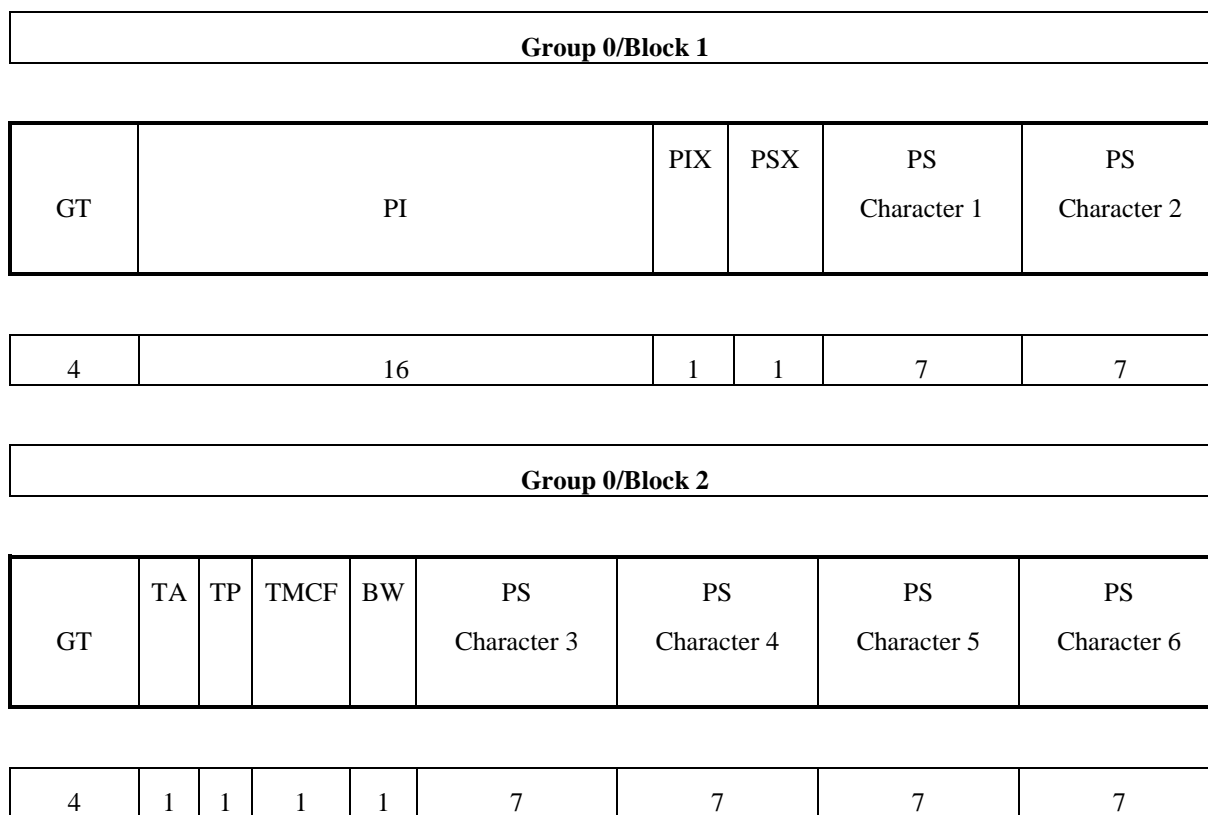 Group 0/Block 1
GT PI PIX PSX PS Character 1 PS Character 2
4 16 1 1 7 7
Group 0/Block 2
GT TA TP TMCF BW PS Character 3 PS Character 4 PS Character 5 PS Character 6
4 1 1 1 1 7 7 7 7